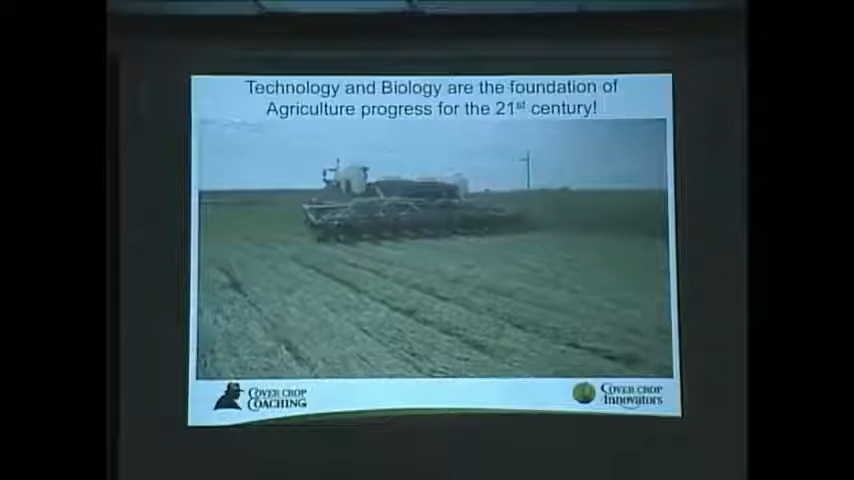 Technology and Biology are the foundation of
Agriculture progress for the 21st century!
COVER CROP
COACHING
COVER CROP
Innovators